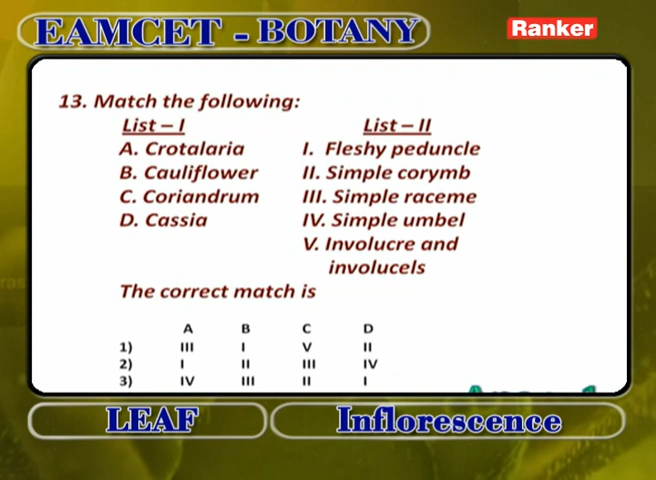 EAMCET - BOTANY
Ranker
13. Match the following:
List – I List – II
A. Crotalaria I. Fleshy peduncle
B. Cauliflower II. Simple corymb
C. Coriandrum III. Simple raceme
D. Cassia IV. Simple umbel
V. Involucre and
involucels
The correct match is
A B C D
1) III I V II
2) I II III IV
3) IV III II I
LEAF Inflorescence